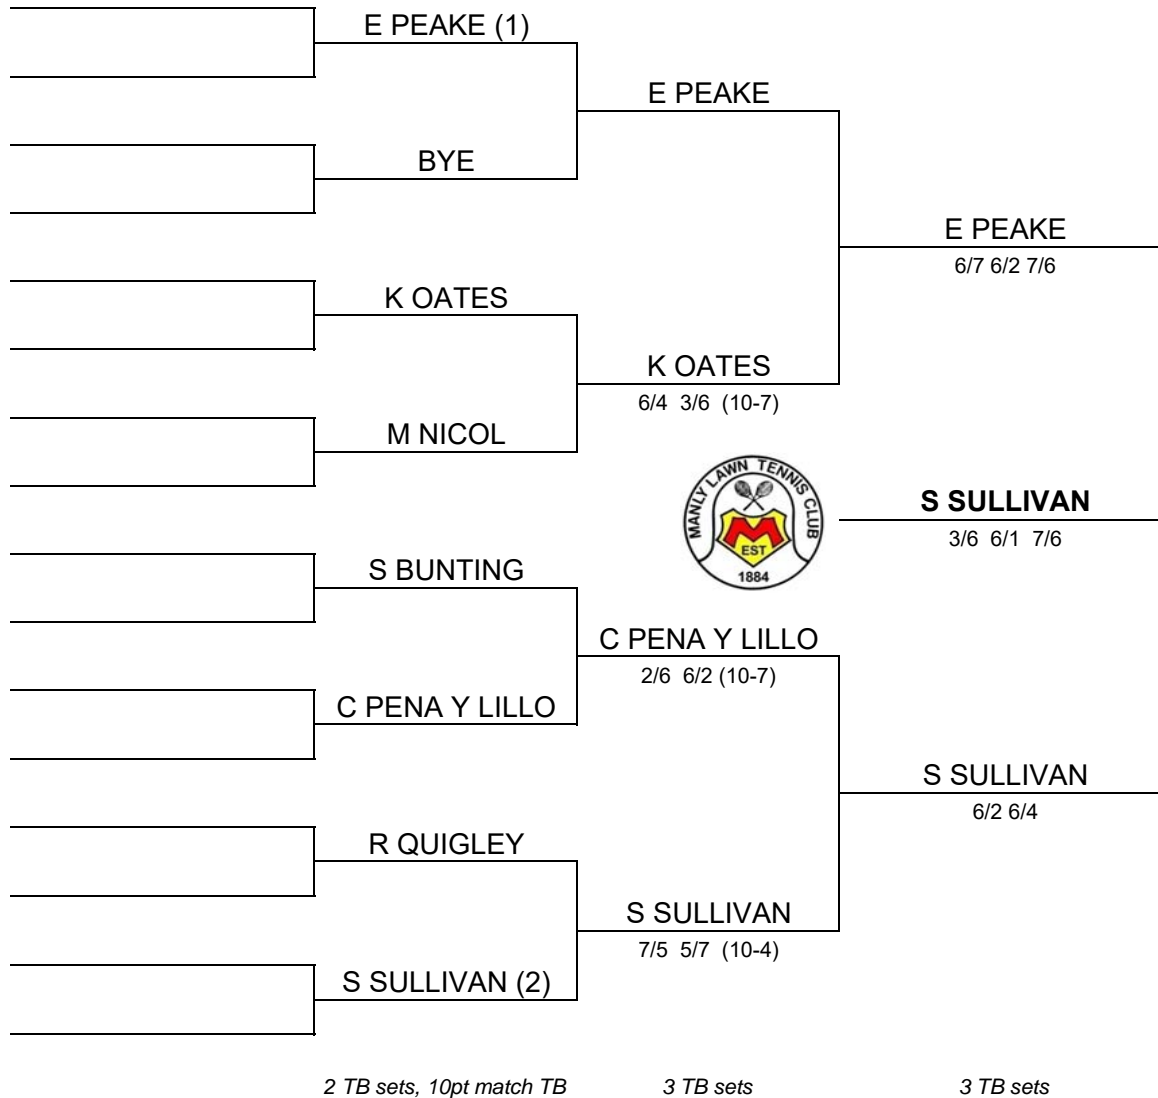 E PEAKE (1)
E PEAKE
BYE
E PEAKE
6/7 6/2 7/6
K OATES
K OATES
6/4 3/6 (10-7)
M NICOL
MANLY LAWN TENNIS CLUB
M
EST
1884
S SULLIVAN
3/6 6/1 7/6
S BUNTING
C PENA Y LILLO
2/6 6/2 (10-7)
C PENA Y LILLO
S SULLIVAN
6/2 6/4
R QUIGLEY
S SULLIVAN
7/5 5/7 (10-4)
S SULLIVAN (2)
2 TB sets, 10pt match TB 3 TB sets 3 TB sets